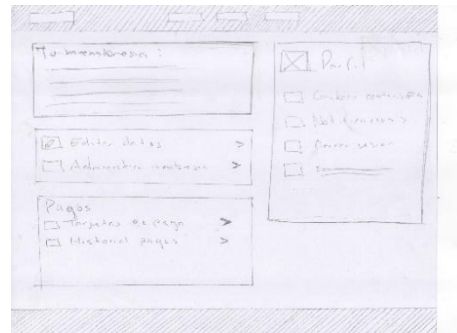 Tu membresia:
Editar datos
Administrar
Pagos
Tarjetas de pago
Historial pagos
Perfil
Cambiar contraseña
Notificaciones
Cerrar sesion